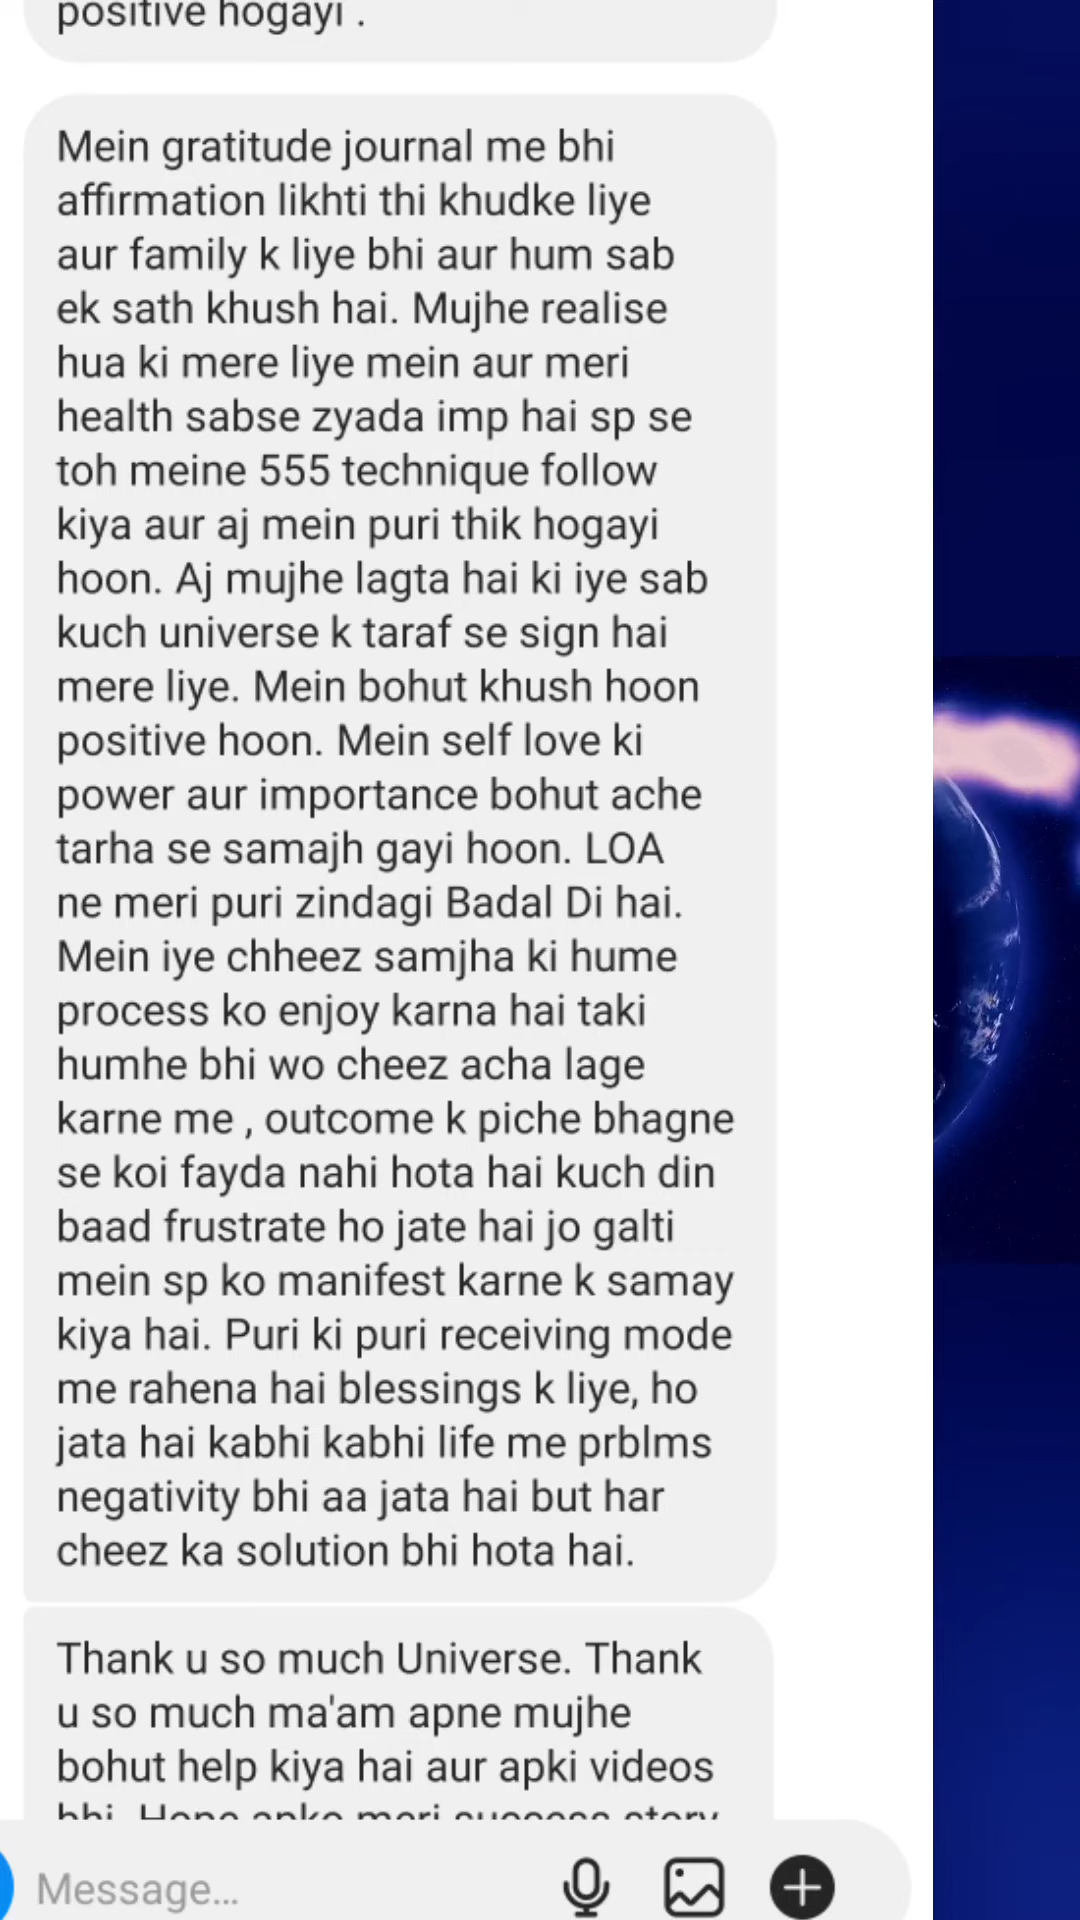 positive hogayi .
Mein gratitude journal me bhi
affirmation likhti thi khudke liye
aur family k liye bhi aur hum sab
ek sath khush hai. Mujhe realise
hua ki mere liye mein aur meri
health sabse zyada imp hai sp se
toh meine 555 technique follow
kiya aur aj mein puri thik hogayi
hoon. Aj mujhe lagta hai ki iye sab
kuch universe k taraf se sign hai
mere liye. Mein bohut khush hoon
positive hoon. Mein self love ki
power aur importance bohut ache
tarha se samajh gayi hoon. LOA
ne meri puri zindagi Badal Di hai.
Mein iye chheez samjha ki hume
process ko enjoy karna hai taki
humhe bhi wo cheez acha lage
karne me , outcome k piche bhagne
se koi fayda nahi hota hai kuch din
baad frustrate ho jate hai jo galti
mein sp ko manifest karne k samay
kiya hai. Puri ki puri receiving mode
me rahena hai blessings k liye, ho
jata hai kabhi kabhi life me prblms
negativity bhi aa jata hai but har
cheez ka solution bhi hota hai.
Thank u so much Universe. Thank
u so much ma'am apne mujhe
bohut help kiya hai aur apki videos
bhi. Hope apko meri success story
Message...